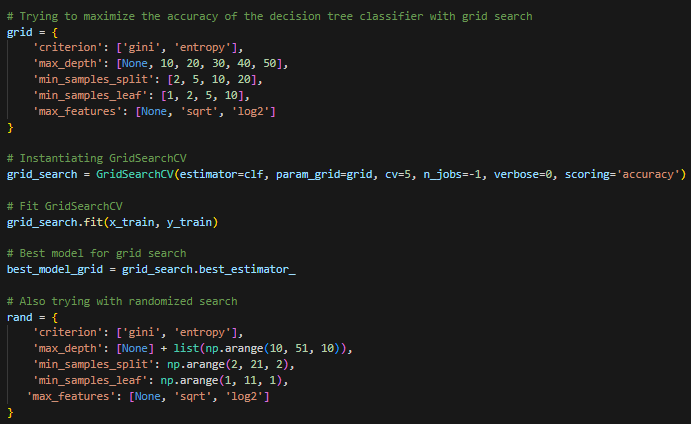 # Trying to maximize the accuracy of the decision tree classifier with grid search
grid = {
    'criterion': ['gini', 'entropy'],
    'max_depth': [None, 10, 20, 30, 40, 50],
    'min_samples_split': [2, 5, 10, 20],
    'min_samples_leaf': [1, 2, 5, 10],
    'max_features': [None, 'sqrt', 'log2']
}
# Instantiating GridSearchCV
grid_search = GridSearchCV(estimator=clf, param_grid=grid, cv=5, n_jobs=-1, verbose=0, scoring='accuracy')
# Fit GridSearchCV
grid_search.fit(x_train, y_train)
# Best model for grid search
best_model_grid = grid_search.best_estimator_
# Also trying with randomized search
rand = {
    'criterion': ['gini', 'entropy'],
    'max_depth': [None] + list(np.arange(10, 51, 10)),
    'min_samples_split': np.arange(2, 21, 2),
    'min_samples_leaf': np.arange(1, 11, 1),
   'max_features': [None, 'sqrt', 'log2']
}